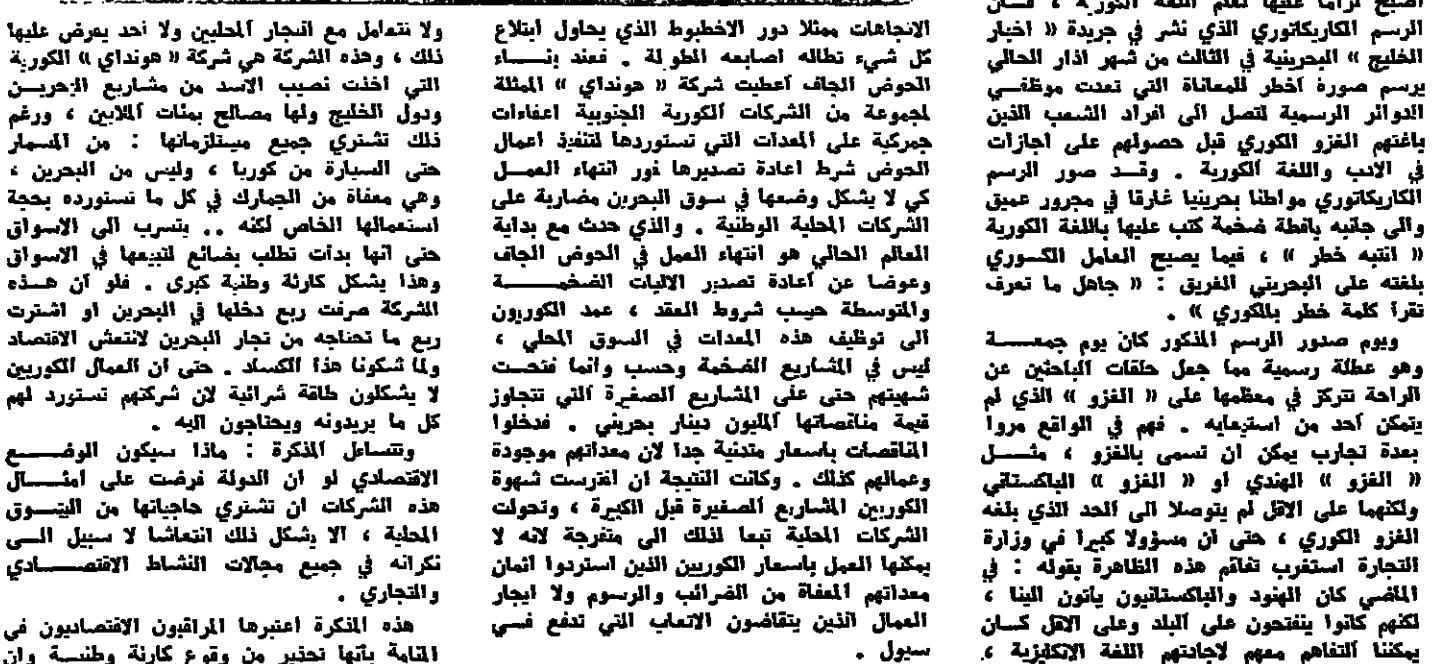 اصبح لزاما عليها تعلم اللغة الكورية ، فسان
الرسم الكاريكاتوري الذي نشر في جريدة « اخبار
الخليج » البحرينية في الثالث من شهر اذار الحالي
يرسم صورة اخطر للمعاناة التي تعدت موظفي
الدوائر الرسمية لتصل الى افراد الشعب الذين
باغتهم الغزو الكوري قبل حصولهم على اجازات
في الادب واللغة الكورية . وقد صور الرسم
الكاريكاتوري مواطنا بحرينيا غارقا في مجرور عميق
والى جانبه يافطة ضخمة كتب عليها باللغة الكورية
« انتبه خطر » ، فيما يصيح العامل الكوري
بلغته على البحريني الغريق : « جاهل ما تعرف
تقرأ كلمة خطر بالكوري » .
ويوم صدور الرسم المذكور كان يوم جمعة
وهو عطلة رسمية مما جعل حلقات الباحثين عن
الراحة تتركز في معظمها على « الغزو » الذي لم
يتمكن أحد من استيعابه . فهم في الواقع مروا
بعدة تجارب يمكن ان تسمى بالغزو ، مثل
« الغزو » الهندي او « الغزو » الباكستاني
ولكنهما على الاقل لم يتوصلا الى الحد الذي بلغه
الغزو الكوري ، حتى أن مسؤولا كبيرا في وزارة
التجارة استغرب تفاقم هذه الظاهرة بقوله : في
الماضي كان الهنود والباكستانيون يأتون الينا ،
لكنهم كانوا ينفتحون على البلد وعلى الاقل كان
يمكننا التفاهم معهم لاجادتهم اللغة الانكليزية ،
الاتجاهات ممثلا دور الاخطبوط الذي يحاول ابتلاع
كل شيء تطاله اصابعه الطويلة . فعند بناء
الحوض الجاف أعطيت شركة « هونداي » الممثلة
لمجموعة من الشركات الكورية الجنوبية اعفاءات
جمركية على المعدات التي تستوردها لتنفيذ اعمال
الحوض شرط اعادة تصديرها فور انتهاء العمل
كي لا يشكل وضعها في سوق البحرين مضاربة على
الشركات المحلية الوطنية . والذي حدث مع بداية
العالم الحالي هو انتهاء العمل في الحوض الجاف
وعوضا عن أعادة تصدير الاليات الضخمة
والمتوسطة حسب شروط العقد ، عمد الكوريون
الى توظيف هذه المعدات في السوق المحلي ،
ليس في المشاريع الضخمة وحسب وانما فتحت
شهيتهم حتى على المشاريع الصغيرة التي تتجاوز
قيمة مناقصاتها المليون دينار بحريني . فدخلوا
المناقصات باسعار متدنية جدا لان معداتهم موجودة
وعمالهم كذلك . وكانت النتيجة ان افترست شهوة
الكوريين المشاريع الصغيرة قبل الكبيرة ، وتحولت
الشركات المحلية تبعا لذلك الى متفرجة لانه لا
يمكنها العمل باسعار الكوريين الذين استردوا اثمان
معداتهم المعفاة من الضرائب والرسوم ولا ايجار
العمال الذين يتقاضون الاتعاب التي تدفع في
سيول .
ولا تتعامل مع التجار المحليين ولا أحد يعرض عليها
ذلك ، وهذه الشركة هي شركة « هونداي » الكورية
التي اخذت نصيب الاسد من مشاريع البحرين
ودول الخليج ولها مصالح بمئات الملايين ، ورغم
ذلك تشتري جميع مستلزماتها : من المسمار
حتى السيارة من كوريا ، وليس من البحرين ،
وهي معفاة من الجمارك في كل ما تستورده بحجة
استعمالها الخاص لكنه .. يتسرب الى الاسواق
حتى انها بدأت تطلب بضائع لتبيعها في الاسواق
وهذا يشكل كارثة وطنية كبرى . فلو أن هذه
الشركة صرفت ربع دخلها في البحرين او اشترت
ربع ما تحتاجه من تجار البحرين لانتعش الاقتصاد
ولما شكونا هذا الكساد . حتى ان العمال الكوريين
لا يشكلون طاقة شرائية لان شركتهم تستورد لهم
كل ما يريدونه ويحتاجون اليه .
وتتساءل المذكرة : ماذا سيكون الوضع
الاقتصادي لو ان الدولة فرضت على امثال
هذه الشركات ان تشتري حاجياتها من السوق
المحلية ، ألا يشكل ذلك انتعاشا لا سبيل الى
نكرانه في جميع مجالات النشاط الاقتصادي
والتجاري .
هذه المذكرة اعتبرها المراقبون الاقتصاديون في
المنامة بأنها تحذير من وقوع كارثة وطنية وان